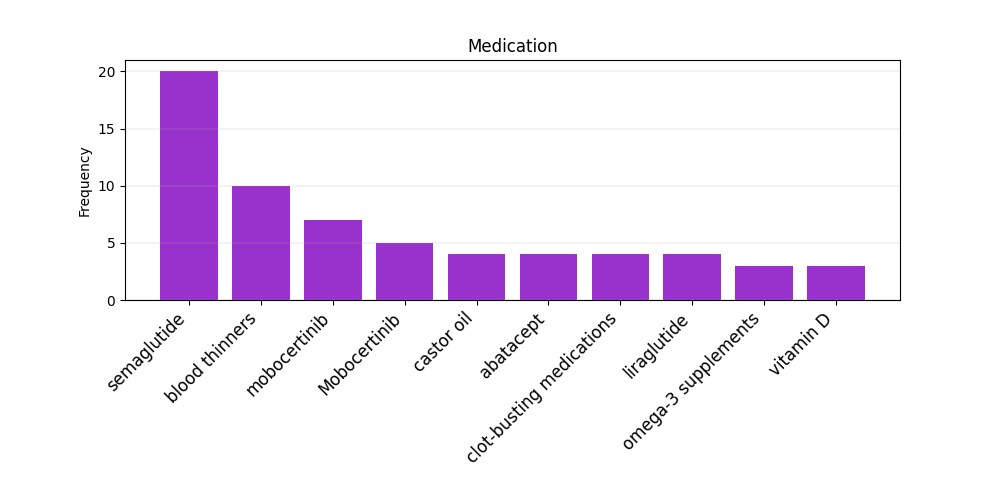 Medication
Frequency
20
15
10
5
0
semaglutide
blood thinners
mobocertinib
Mobocertinib
castor oil
abatacept
clot-busting medications
liraglutide
omega-3 supplements
vitamin D